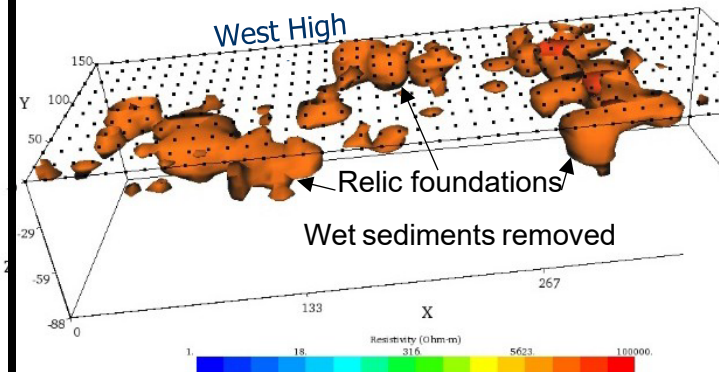 West High
150
Y
100
50
Relic foundations
Wet sediments removed
-29
-59
-88
0
133
X
267
Resistivity (Ohm-m)
1. 18. 316. 5623. 100000.